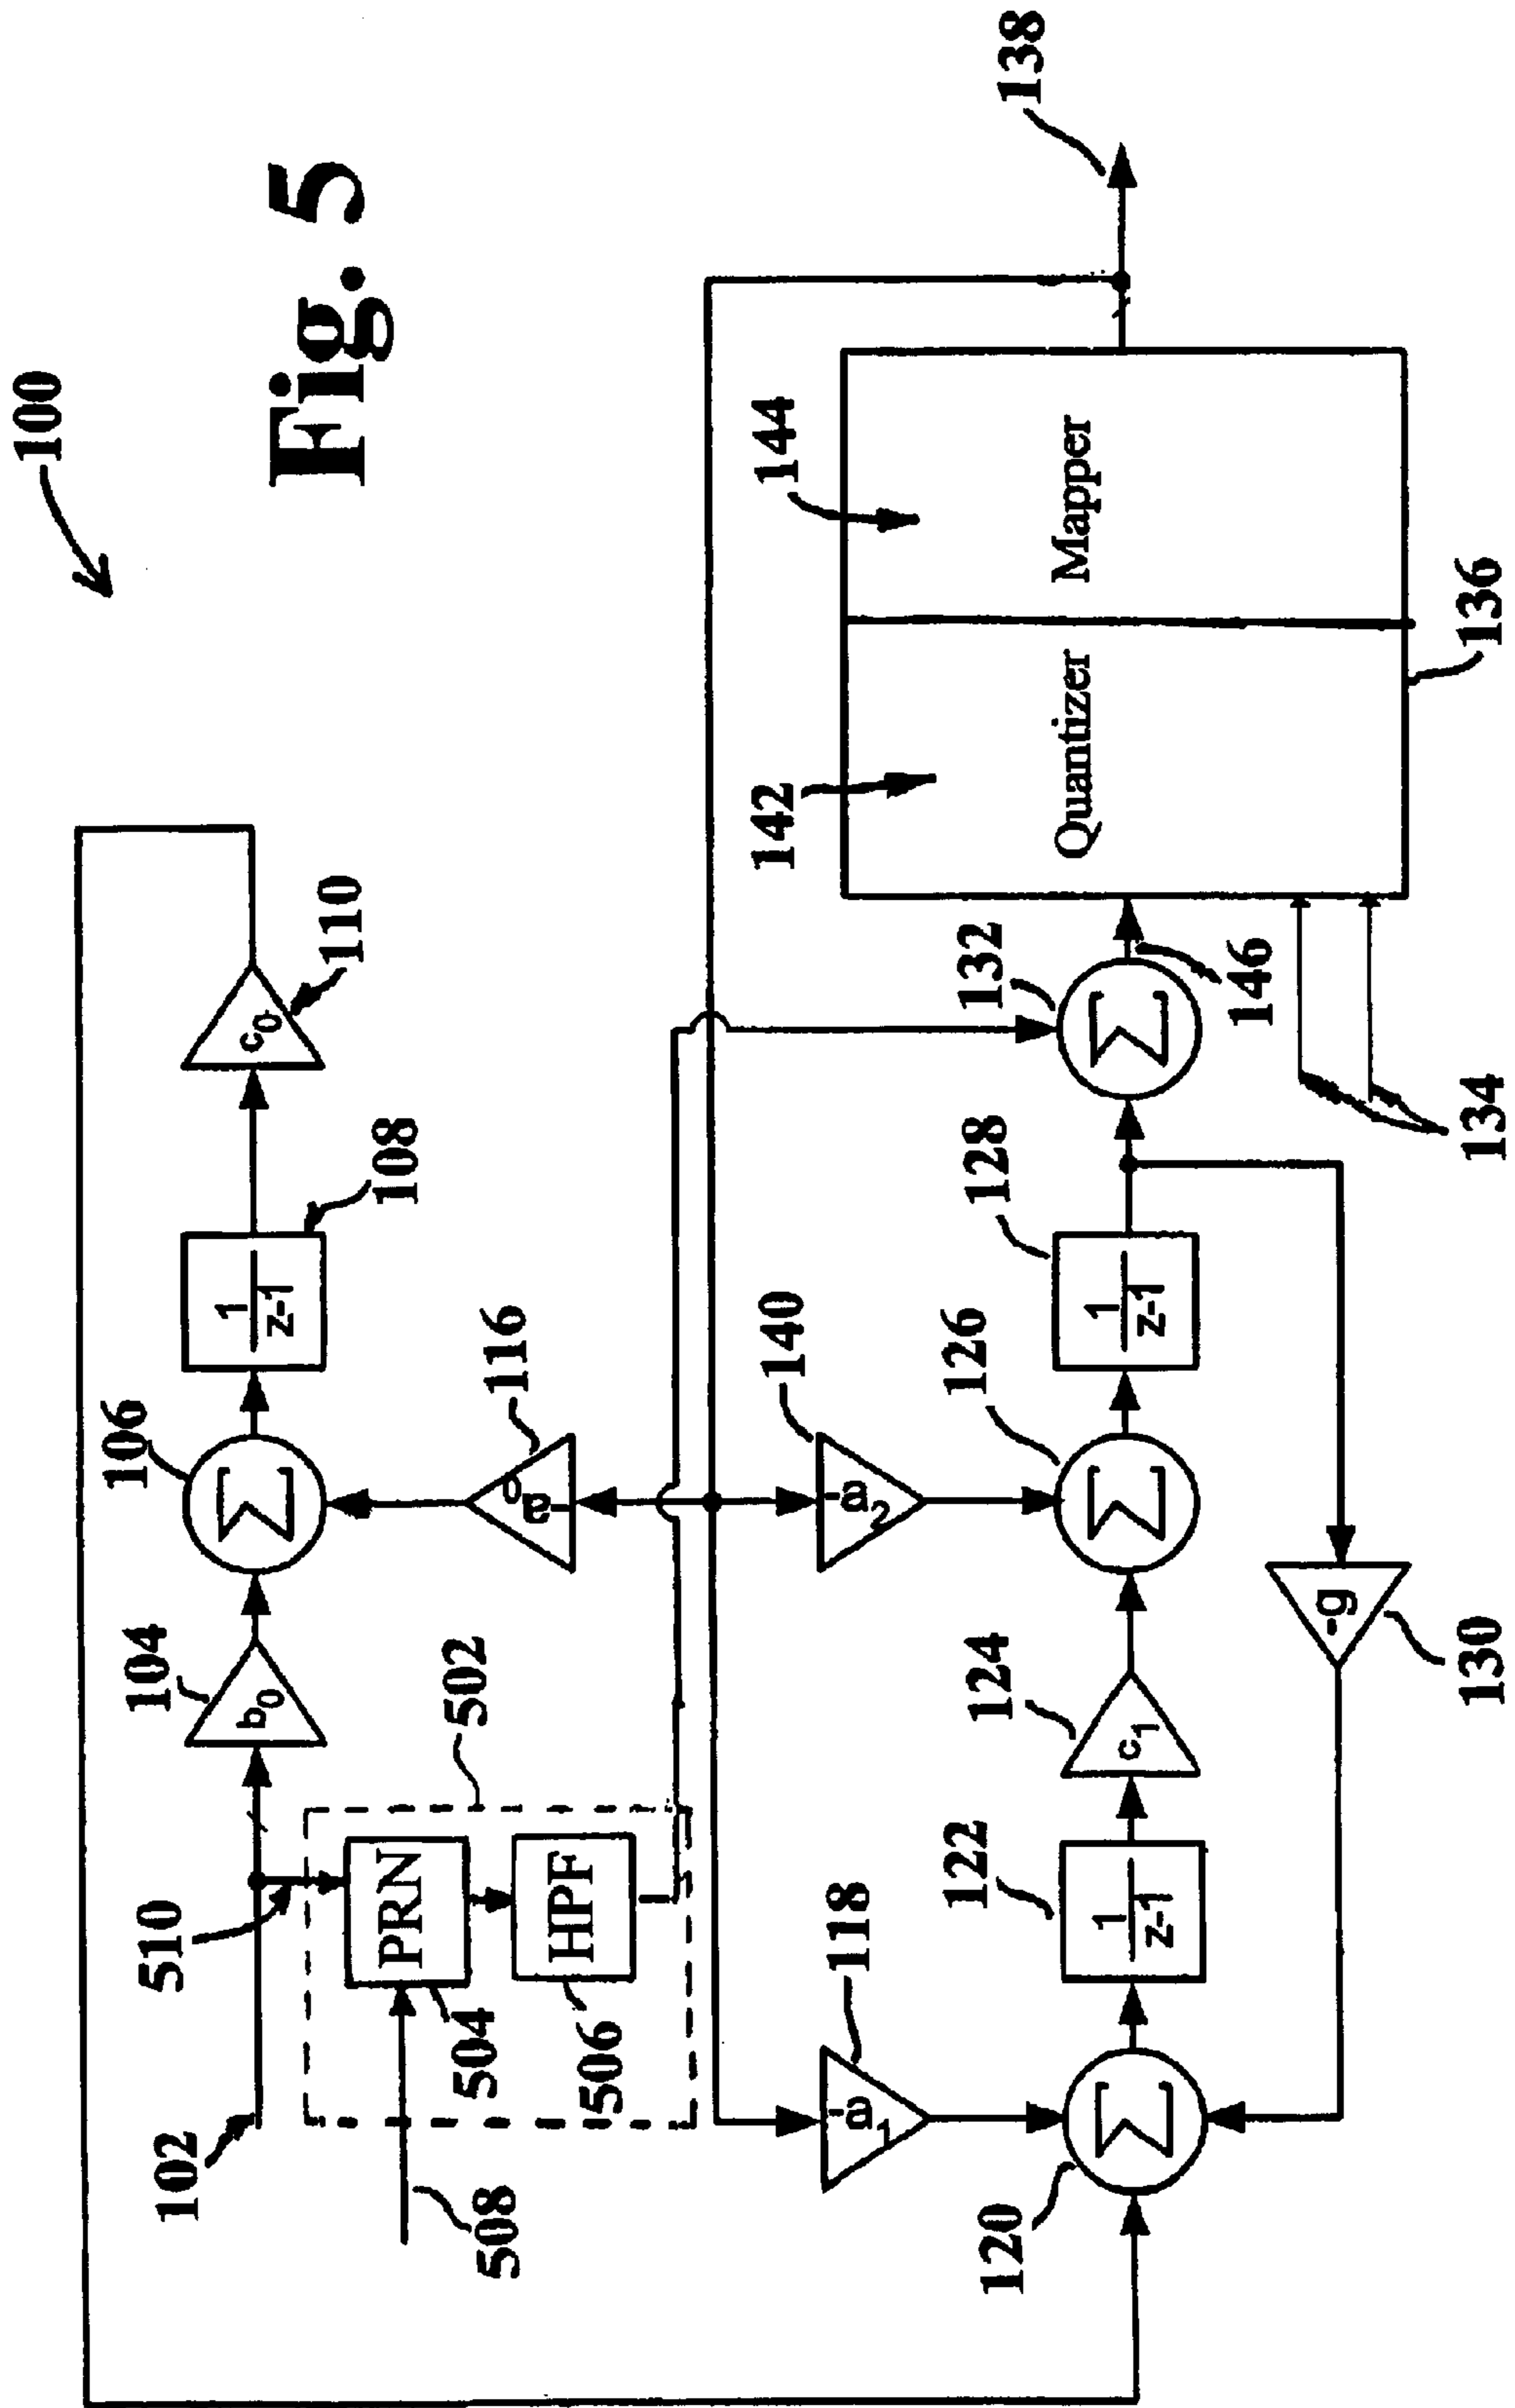 100
Fig. 5
110
c0
108
1
z-1
106
116
-a0
104
b0
510
102
502
PRN
504
HPF
506
508
138
144
Mapper
142
Quantizer
136
132
146
134
128
1
z-1
140
-a2
126
124
c1
-g
130
122
1
z-1
118
-a1
120
Σ
Σ
Σ
Σ